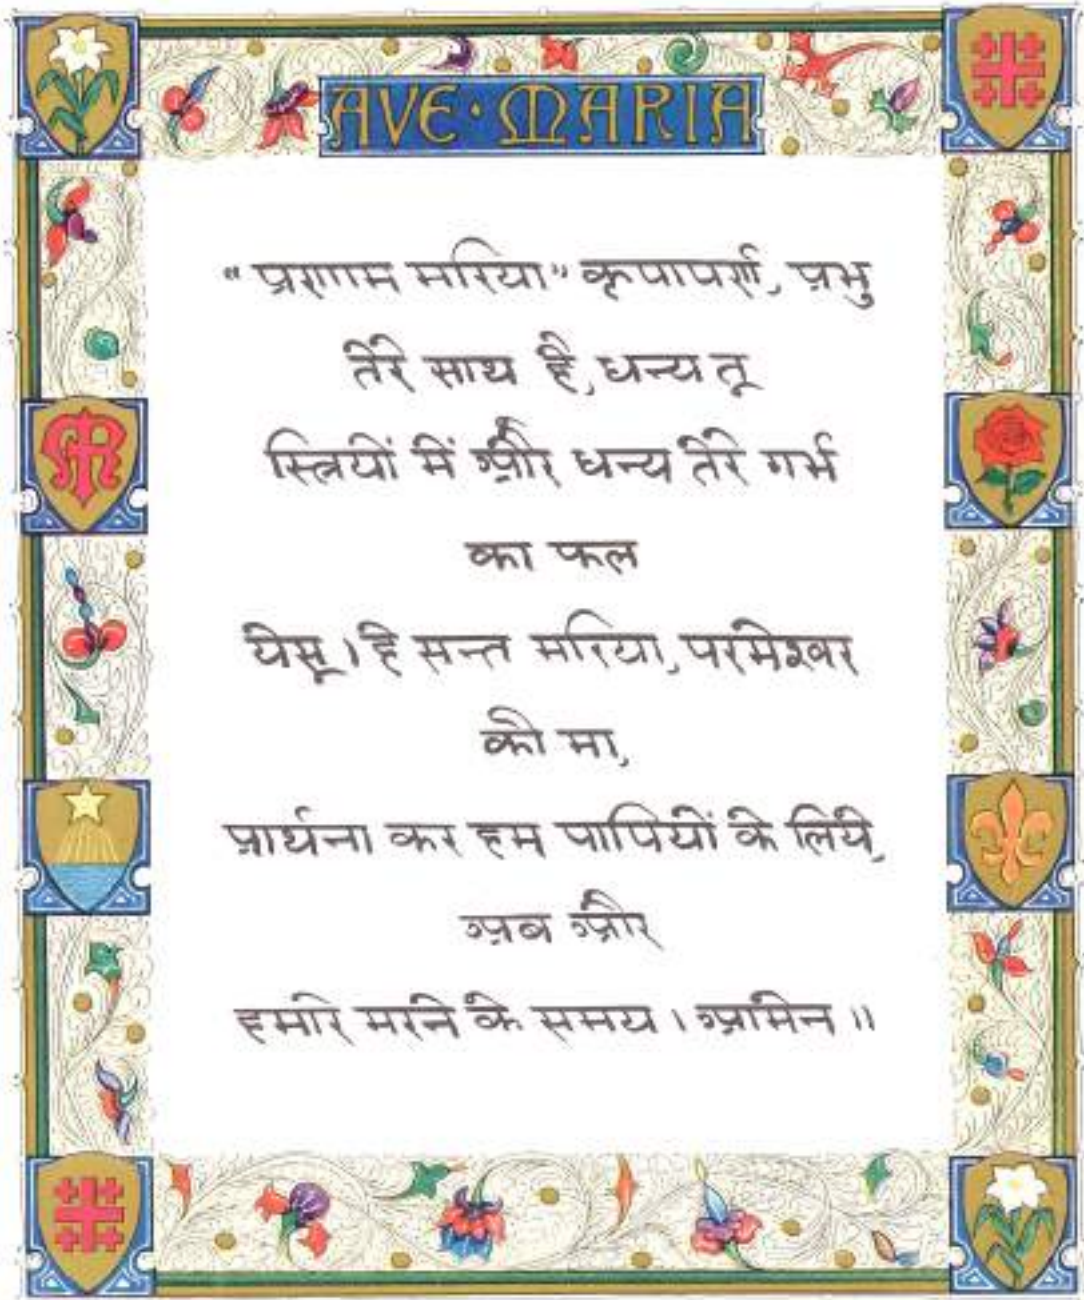 AVE·MARIA
“प्रणाम मरिया” कृपापर्ण, प्रभु
तेरे साथ है, धन्य तू
स्त्रियों में और धन्य तेरे गर्भ
का फल
येसू। हे सन्त मरिया, परमेश्वर
की मा,
प्रार्थना कर हम पापियों के लिये,
अब और
हमारे मरने के समय। आमेन॥